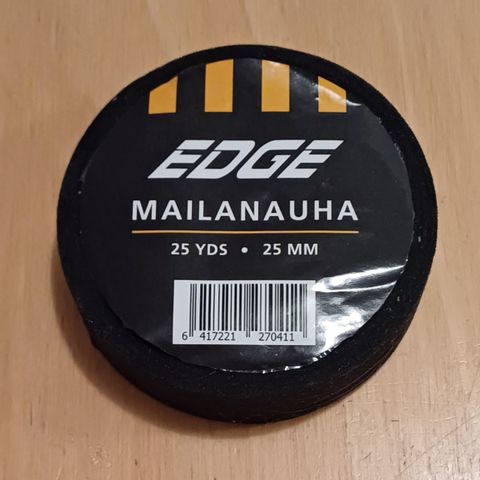 EDGE
MAILANAUHA
25 YDS • 25 MM
6 417221 270411